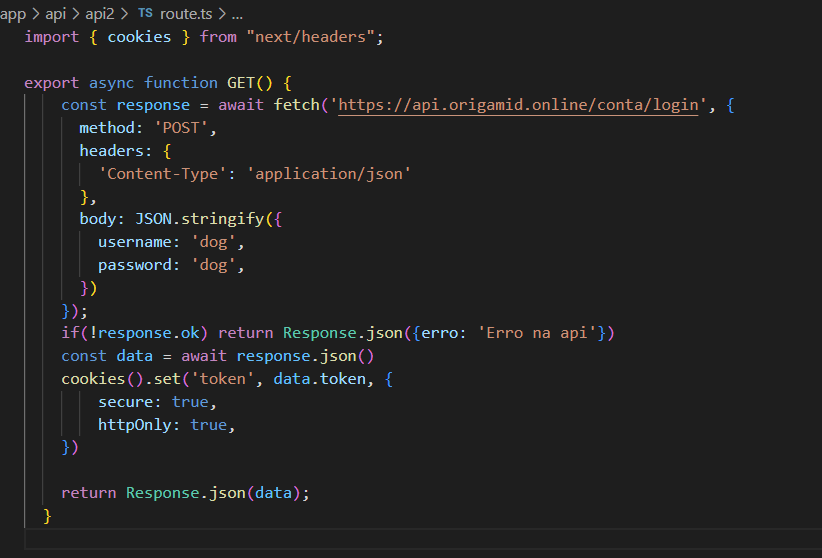 app > api > api2 > TS route.ts > ...
import { cookies } from "next/headers";
export async function GET() {
const response = await fetch('https://api.origamid.online/conta/login', {
method: 'POST',
headers: {
'Content-Type': 'application/json'
},
body: JSON.stringify({
username: 'dog',
password: 'dog',
})
});
if(!response.ok) return Response.json({erro: 'Erro na api'})
const data = await response.json()
cookies().set('token', data.token, {
secure: true,
httpOnly: true,
})
return Response.json(data);
}